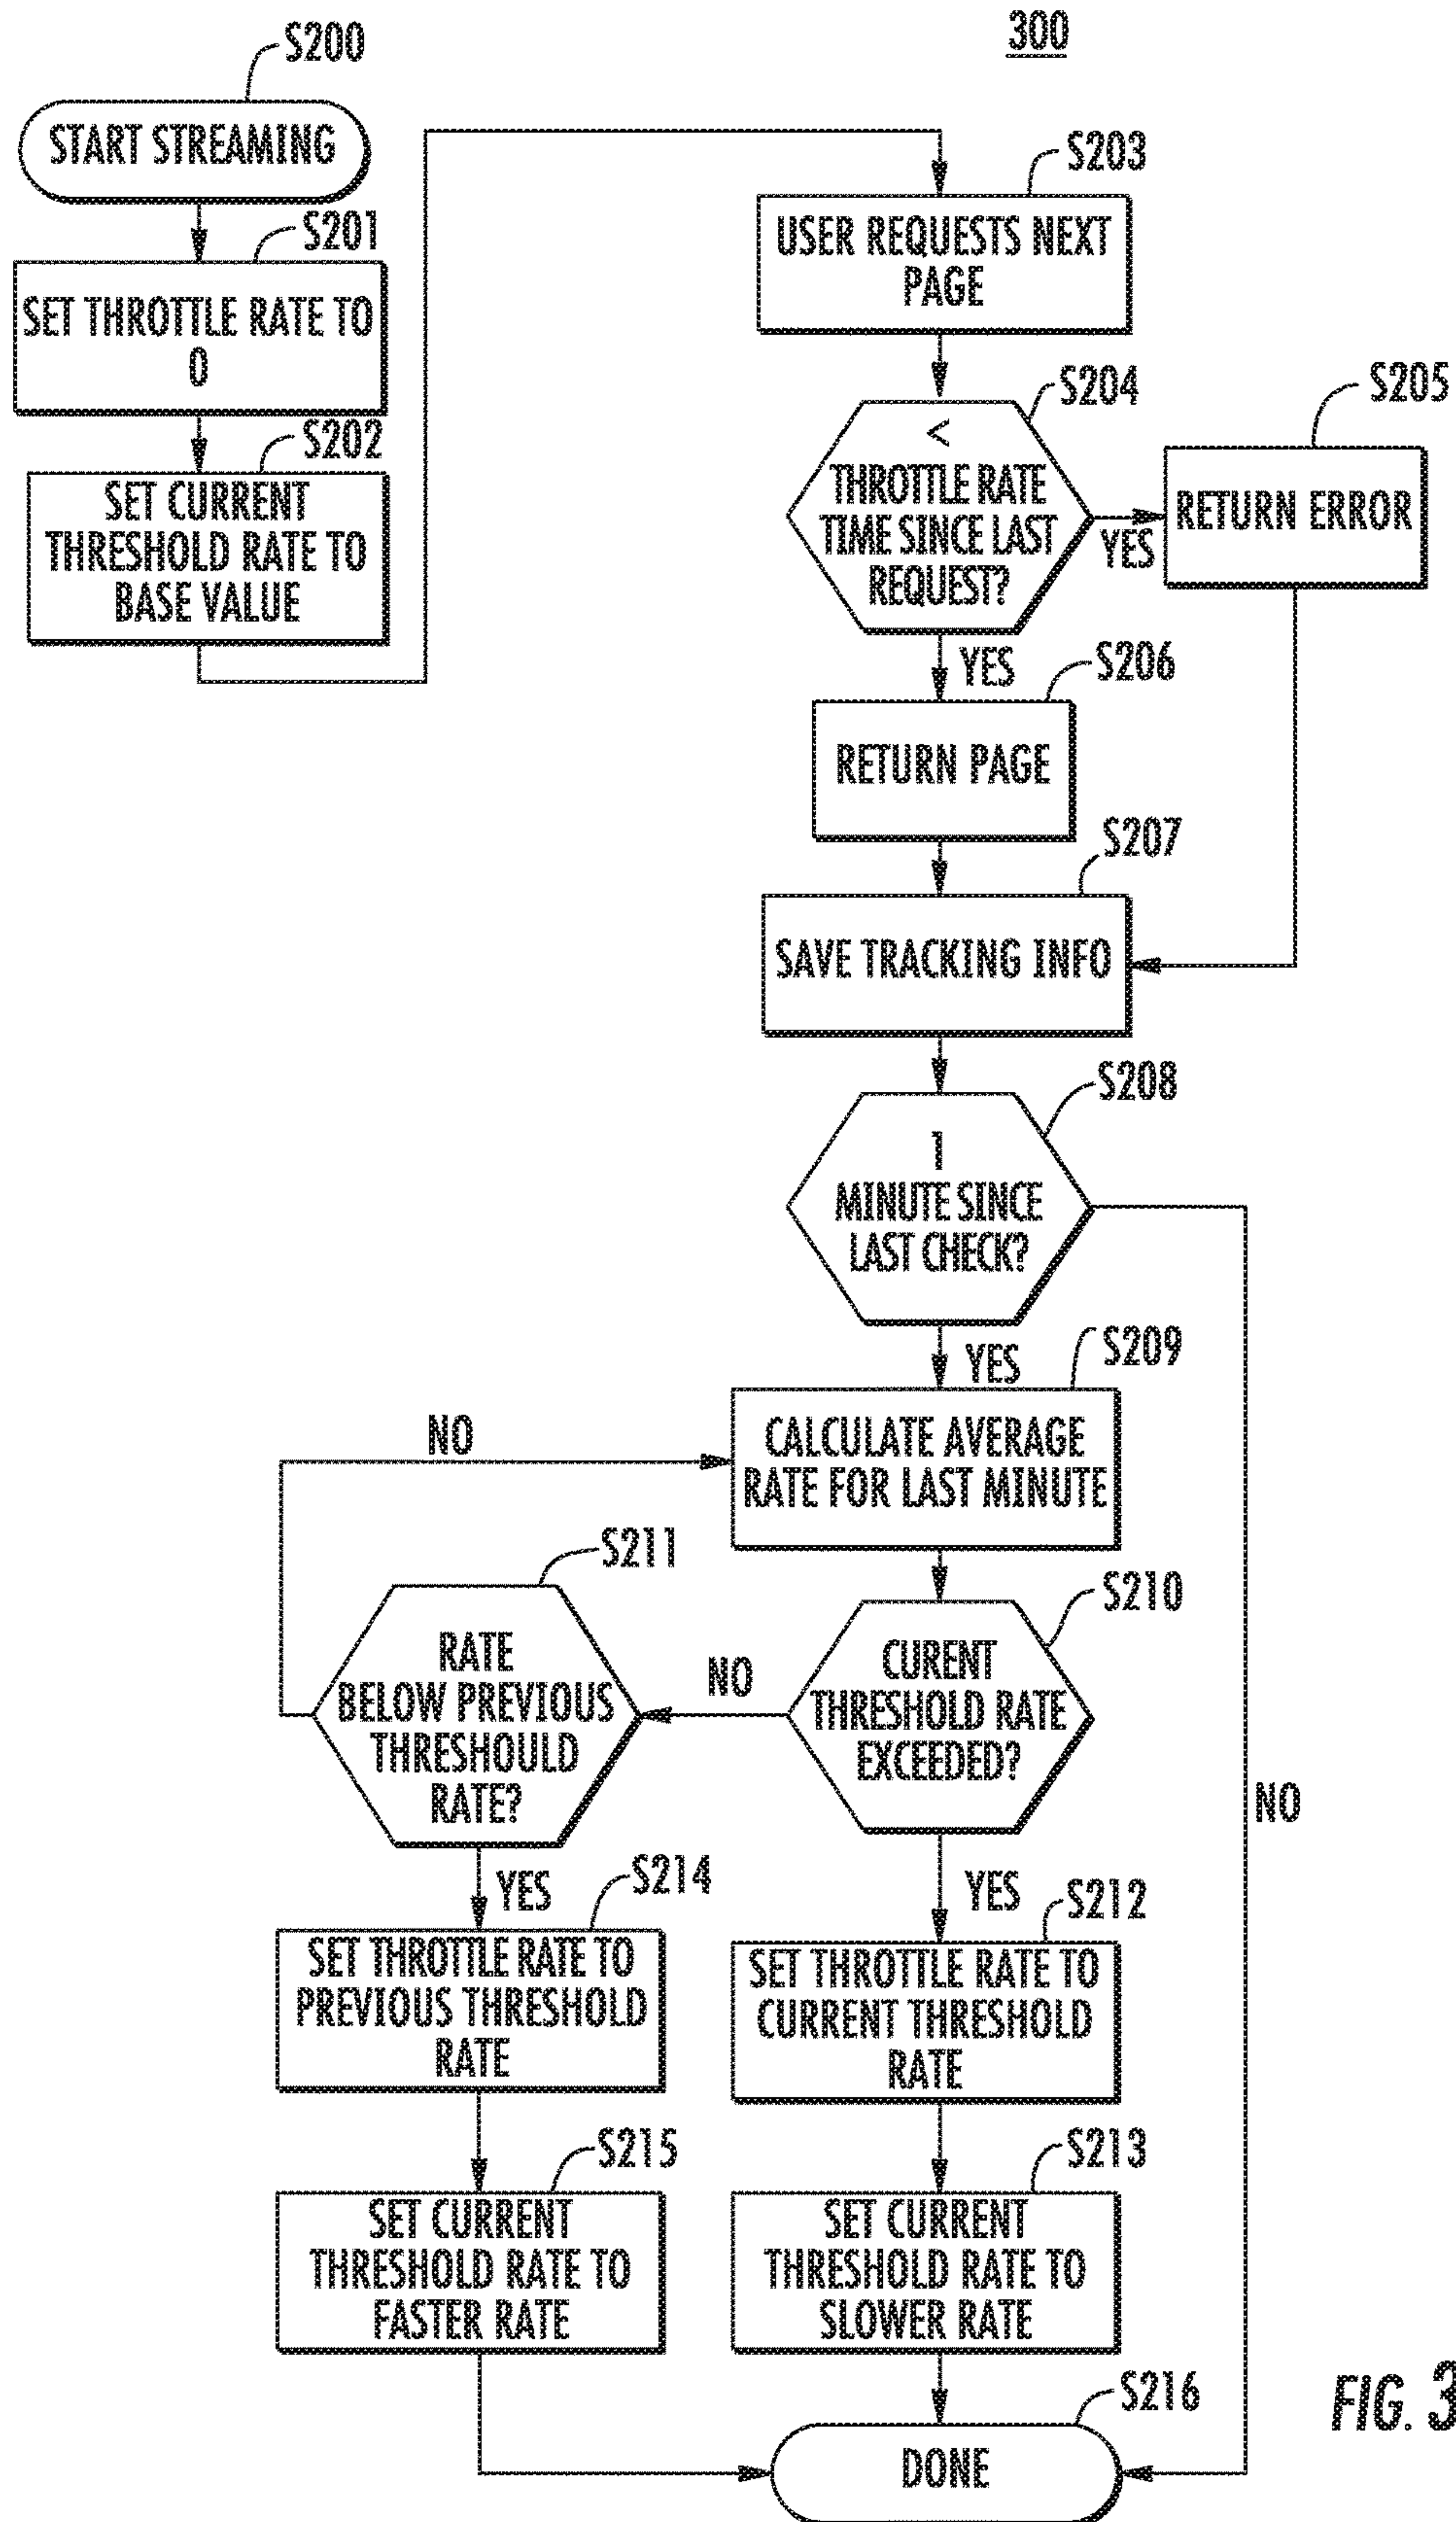 300
S200
START STREAMING
S201
SET THROTTLE RATE TO
0
S202
SET CURRENT
THRESHOLD RATE TO
BASE VALUE
S203
USER REQUESTS NEXT
PAGE
S204
<
THROTTLE RATE
TIME SINCE LAST
REQUEST?
YES
S205
RETURN ERROR
YES
S206
RETURN PAGE
S207
SAVE TRACKING INFO
S208
1
MINUTE SINCE
LAST CHECK?
NO
YES
S209
CALCULATE AVERAGE
RATE FOR LAST MINUTE
S210
CURENT
THRESHOLD RATE
EXCEEDED?
NO
S211
RATE
BELOW PREVIOUS
THRESHOULD
RATE?
NO
YES
S212
SET THROTTLE RATE TO
CURRENT THRESHOLD
RATE
S213
SET CURRENT
THRESHOLD RATE TO
SLOWER RATE
YES
S214
SET THROTTLE RATE TO
PREVIOUS THRESHOLD
RATE
S215
SET CURRENT
THRESHOLD RATE TO
FASTER RATE
S216
DONE
FIG. 3